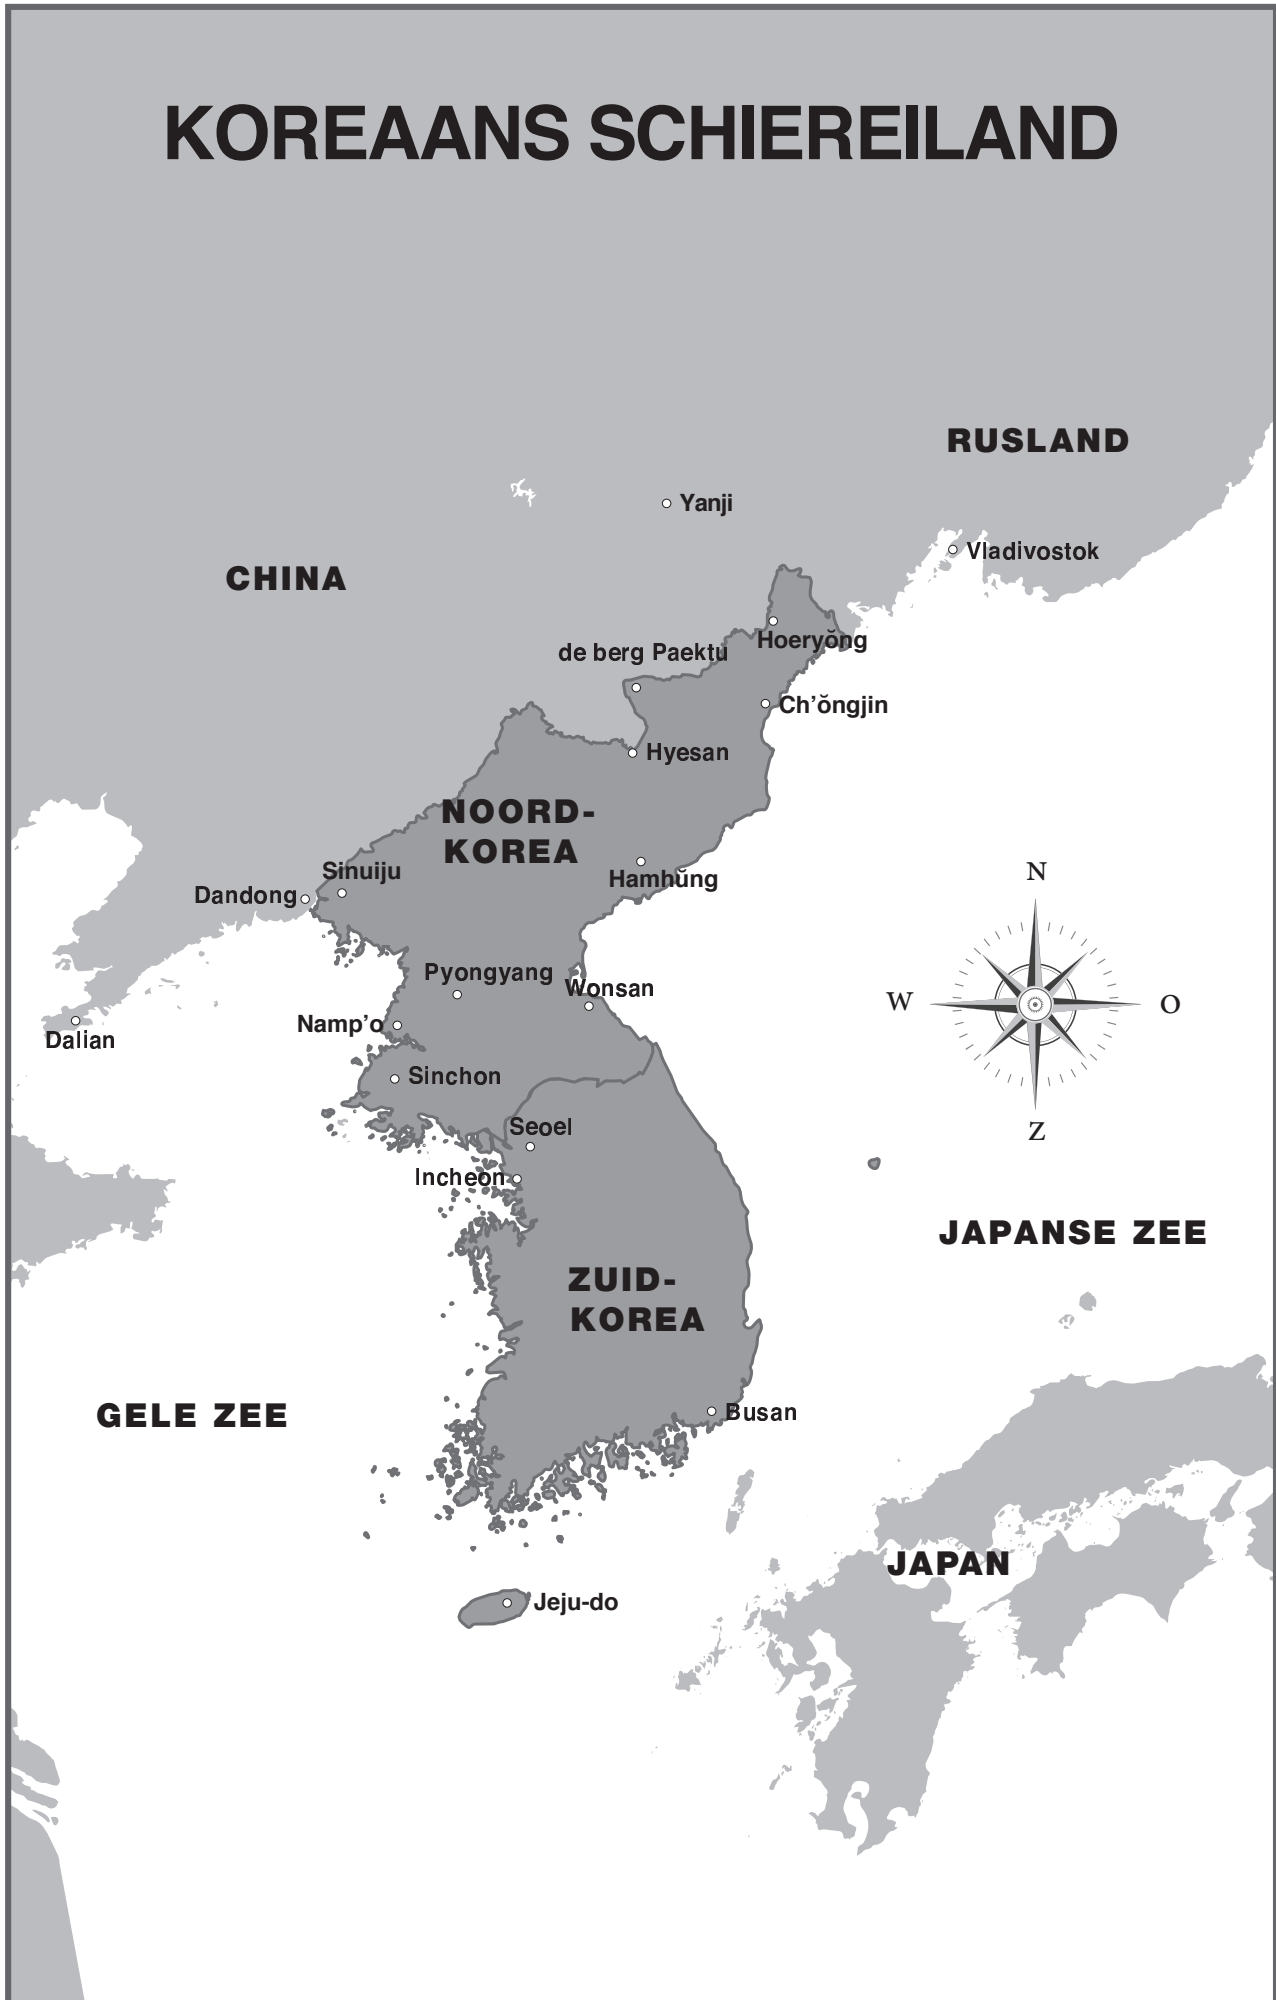 KOREAANS SCHIEREILAND
RUSLAND
Yanji
Vladivostok
CHINA
Hoeryŏng
de berg Paektu
Ch’ŏngjin
Hyesan
NOORD-
KOREA
Sinuiju
Hamhŭng
Dandong
N
Pyongyang
Wonsan
W
O
Namp’o
Dalian
Sinchon
Seoel
Z
Incheon
JAPANSE ZEE
ZUID-
KOREA
GELE ZEE
Busan
JAPAN
Jeju-do